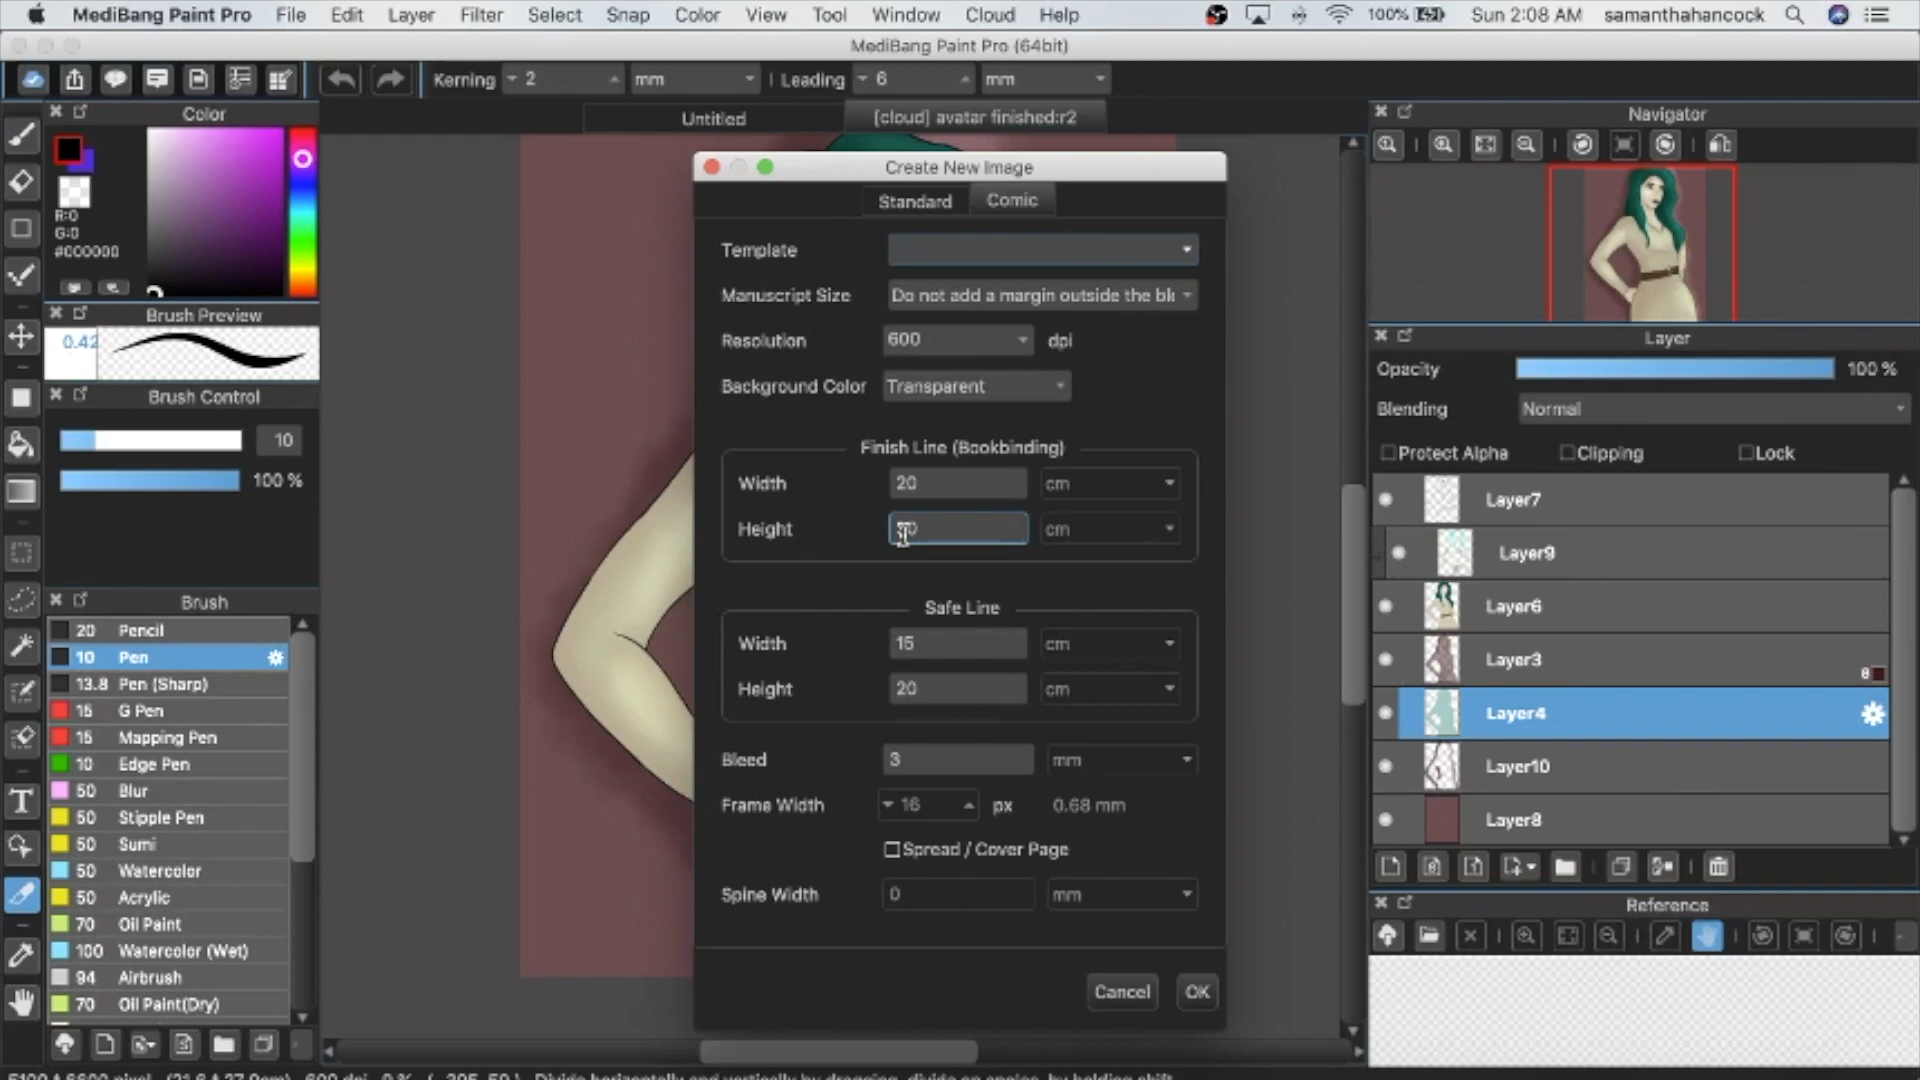 MediBang Paint Pro File Edit Layer Filter Select Snap Color View Tool Window Cloud Help 100% Sun 2:08 AM samanthahancock
MediBang Paint Pro (64bit)
Kerning 2 mm Leading 6 mm
Untitled [cloud] avatar finished:r2
Color
R:0
G:0
#000000
Brush Preview
0.42
Brush Control
10
100 %
Brush
20 Pencil
10 Pen
13.8 Pen (Sharp)
15 G Pen
15 Mapping Pen
10 Edge Pen
50 Blur
50 Stipple Pen
50 Sumi
50 Watercolor
50 Acrylic
70 Oil Paint
100 Watercolor (Wet)
94 Airbrush
70 Oil Paint(Dry)
Create New Image
Standard Comic
Template
Manuscript Size Do not add a margin outside the
Resolution 600 dpi
Background Color Transparent
Finish Line (Bookbinding)
Width 20 cm
Height cm
Safe Line
Width 15 cm
Height 20 cm
Bleed 3 mm
Frame Width 16 px 0.68 mm
Spread / Cover Page
Spine Width 0 mm
Cancel OK
Navigator
Layer
Opacity 100 %
Blending Normal
Protect Alpha Clipping Lock
Layer7
Layer9
Layer6
Layer3 8
Layer4
Layer10
Layer8
Reference